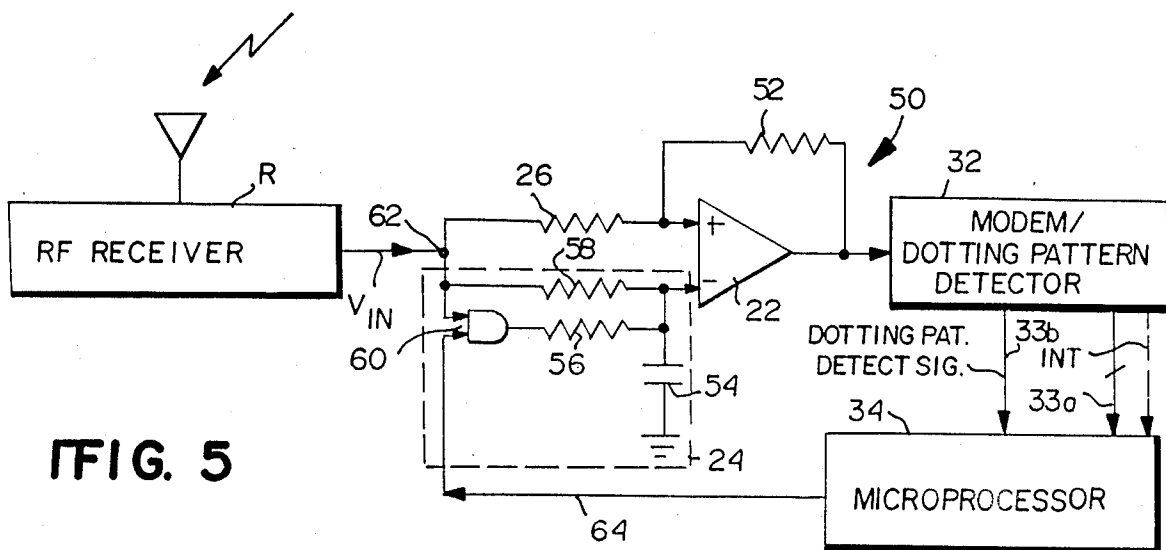 52
50
R
26
32
RF RECEIVER
62
V IN
58
+
-
22
MODEM/
DOTTING PATTERN
DETECTOR
60
56
54
DOTTING PAT.
DETECT SIG.
33b
INT
33a
24
34
FIG. 5
64
MICROPROCESSOR